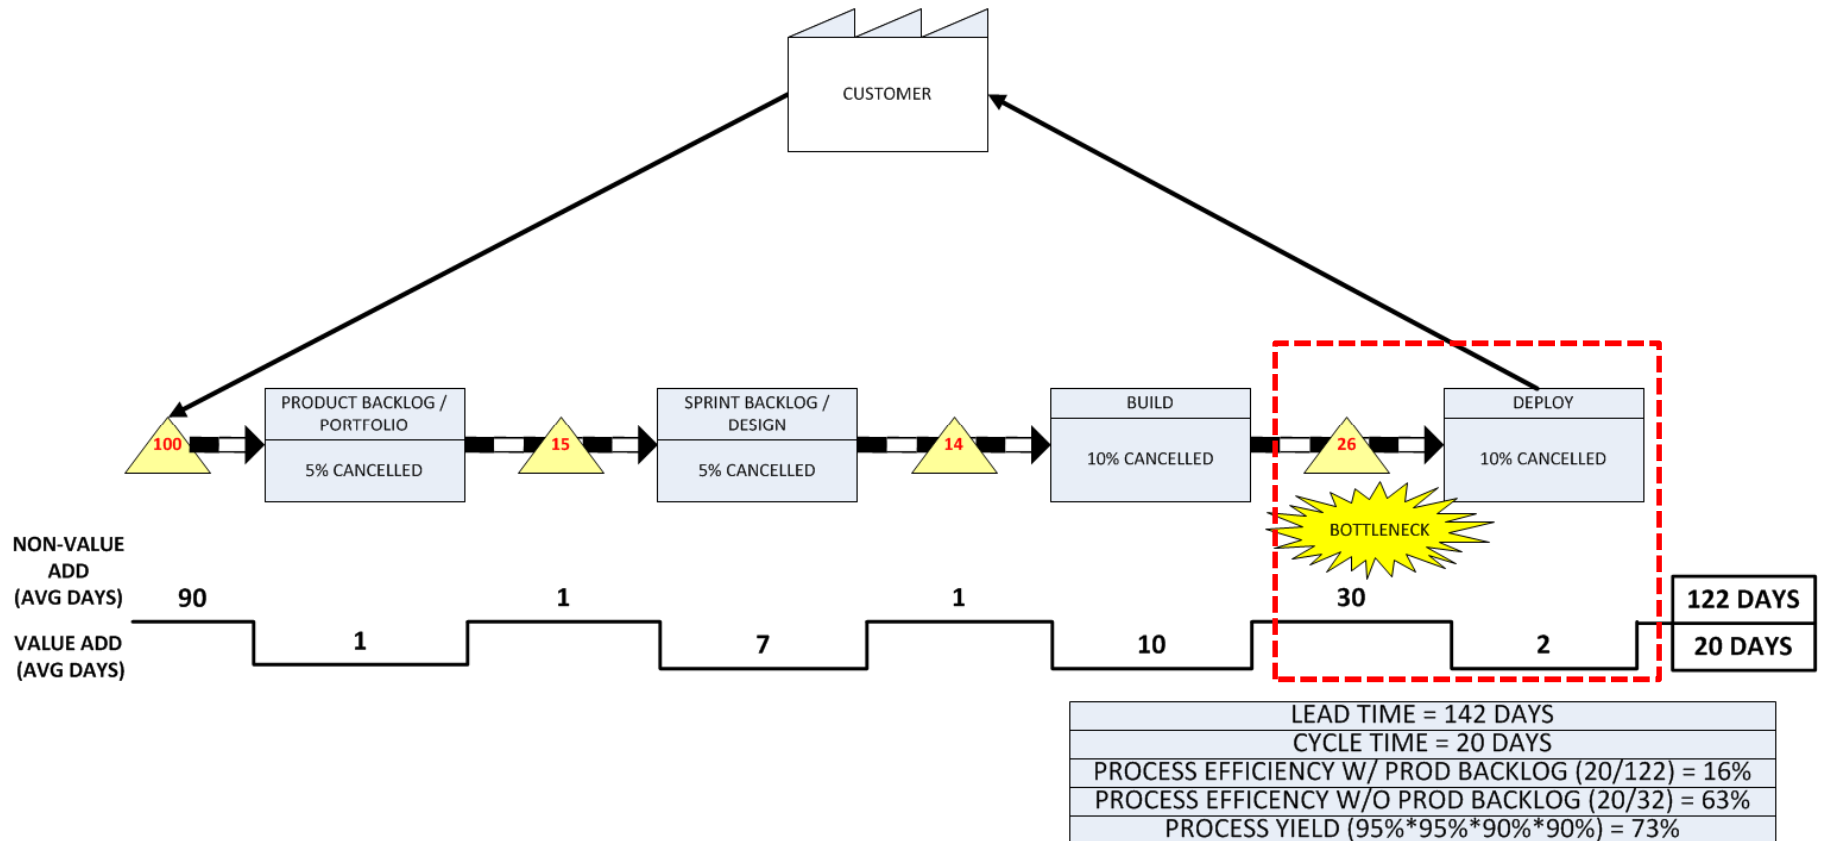 CUSTOMER
100
PRODUCT BACKLOG /
PORTFOLIO
5% CANCELLED
15
SPRINT BACKLOG /
DESIGN
5% CANCELLED
14
BUILD
10% CANCELLED
26
DEPLOY
10% CANCELLED
BOTTLENECK
NON-VALUE
ADD
(AVG DAYS)
90
1
1
30
122 DAYS
VALUE ADD
(AVG DAYS)
1
7
10
2
20 DAYS
LEAD TIME = 142 DAYS
CYCLE TIME = 20 DAYS
PROCESS EFFICIENCY W/ PROD BACKLOG (20/122) = 16%
PROCESS EFFICENCY W/O PROD BACKLOG (20/32) = 63%
PROCESS YIELD (95%*95%*90%*90%) = 73%